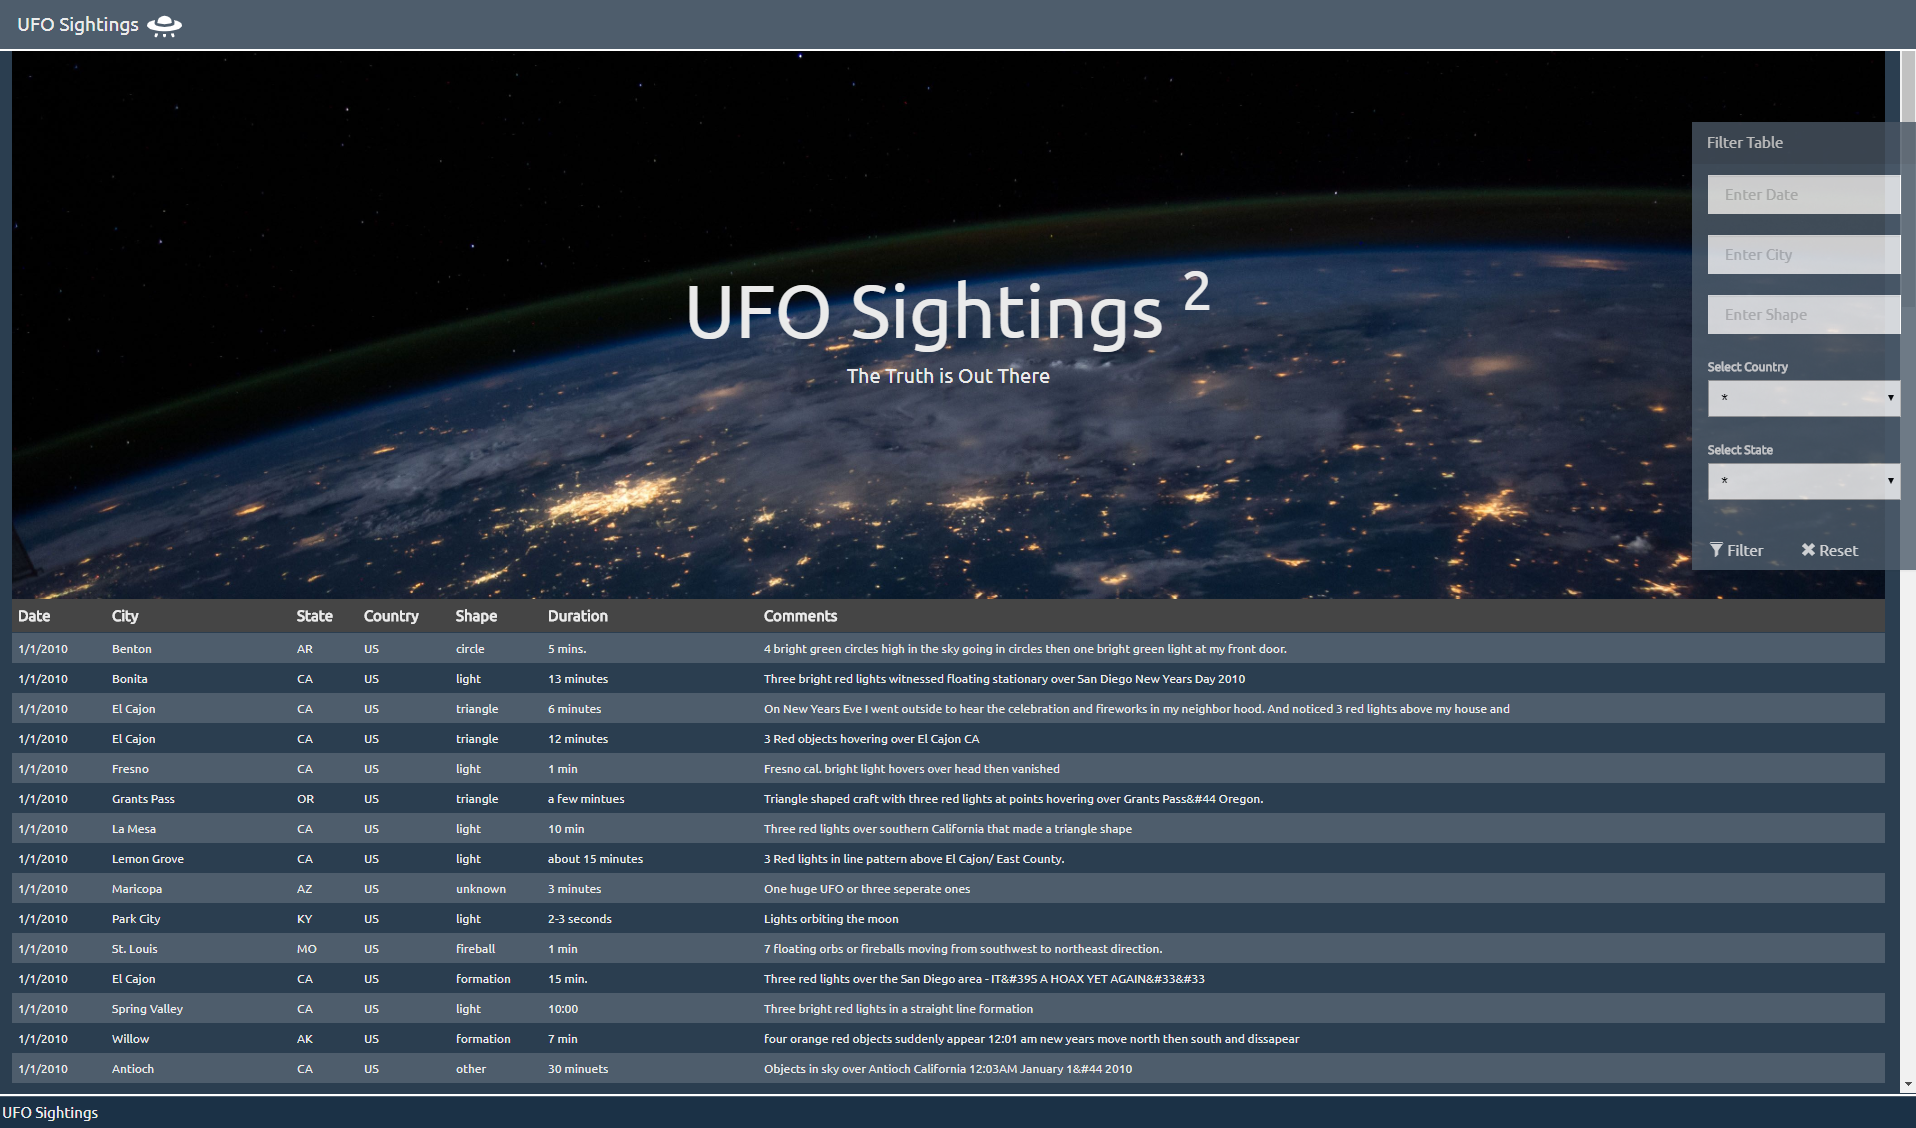 UFO Sightings
UFO Sightings 2
The Truth is Out There
Filter Table
Enter Date
Enter City
Enter Shape
Select Country
*
Select State
*
Filter Reset
Date City State Country Shape Duration Comments
1/1/2010 Benton AR US circle 5 mins. 4 bright green circles high in the sky going in circles then one bright green light at my front door.
1/1/2010 Bonita CA US light 13 minutes Three bright red lights witnessed floating stationary over San Diego New Years Day 2010
1/1/2010 El Cajon CA US triangle 6 minutes On New Years Eve I went outside to hear the celebration and fireworks in my neighbor hood. And noticed 3 red lights above my house and
1/1/2010 El Cajon CA US triangle 12 minutes 3 Red objects hovering over El Cajon CA
1/1/2010 Fresno CA US light 1 min Fresno cal. bright light hovers over head then vanished
1/1/2010 Grants Pass OR US triangle a few mintues Triangle shaped craft with three red lights at points hovering over Grants Pass&#44 Oregon.
1/1/2010 La Mesa CA US light 10 min Three red lights over southern California that made a triangle shape
1/1/2010 Lemon Grove CA US light about 15 minutes 3 Red lights in line pattern above El Cajon/ East County.
1/1/2010 Maricopa AZ US unknown 3 minutes One huge UFO or three seperate ones
1/1/2010 Park City KY US light 2-3 seconds Lights orbiting the moon
1/1/2010 St. Louis MO US fireball 1 min 7 floating orbs or fireballs moving from southwest to northeast direction.
1/1/2010 El Cajon CA US formation 15 min. Three red lights over the San Diego area - IT&#39S A HOAX YET AGAIN&#33&#33
1/1/2010 Spring Valley CA US light 10:00 Three bright red lights in a straight line formation
1/1/2010 Willow AK US formation 7 min four orange red objects suddenly appear 12:01 am new years move north then south and dissapear
1/1/2010 Antioch CA US other 30 minuets Objects in sky over Antioch California 12:03AM January 1&#44 2010
UFO Sightings